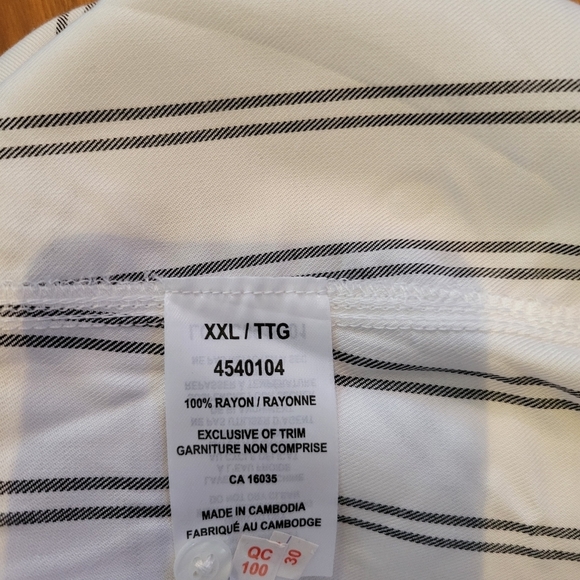 XXL / TTG
4540104
100% RAYON / RAYONNE
EXCLUSIVE OF TRIM
GARNITURE NON COMPRISE
CA 16035
MADE IN CAMBODIA
FABRIQUÉ AU CAMBODGE
QC
100
30